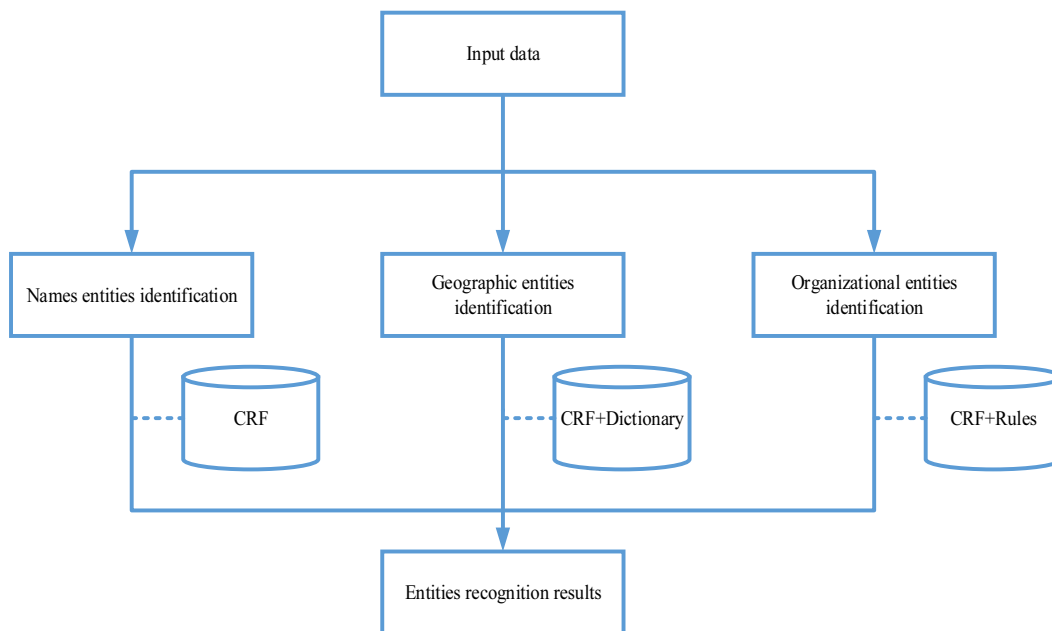 Input data
Names entities identification
Geographic entities
identification
Organizational entities
identification
CRF
CRF+Dictionary
CRF+Rules
Entities recognition results